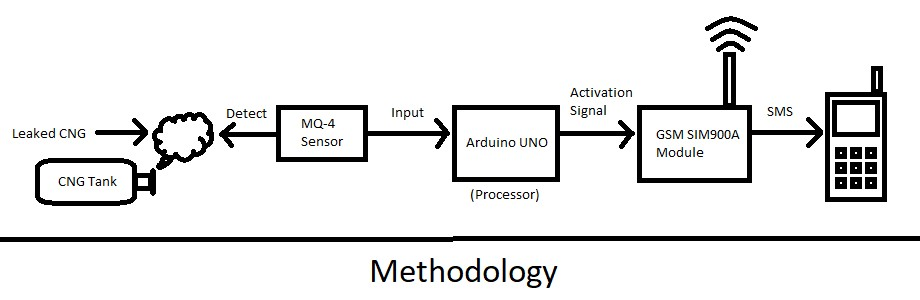 Leaked CNG
CNG Tank
Detect
MQ-4
Sensor
Input
Arduino UNO
(Processor)
Activation
Signal
GSM SIM900A
Module
SMS
Methodology